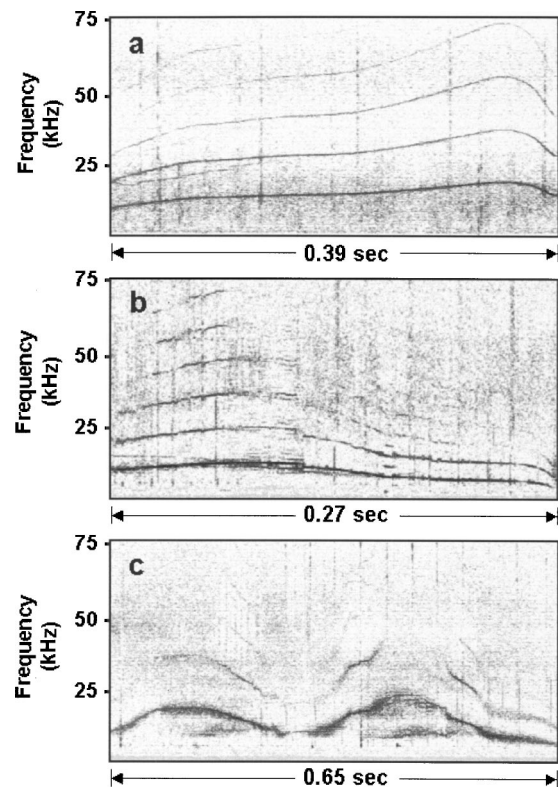 75
a
50
25
Frequency
(kHz)
0.39 sec
75
b
50
25
Frequency
(kHz)
0.27 sec
75
c
50
25
Frequency
(kHz)
0.65 sec